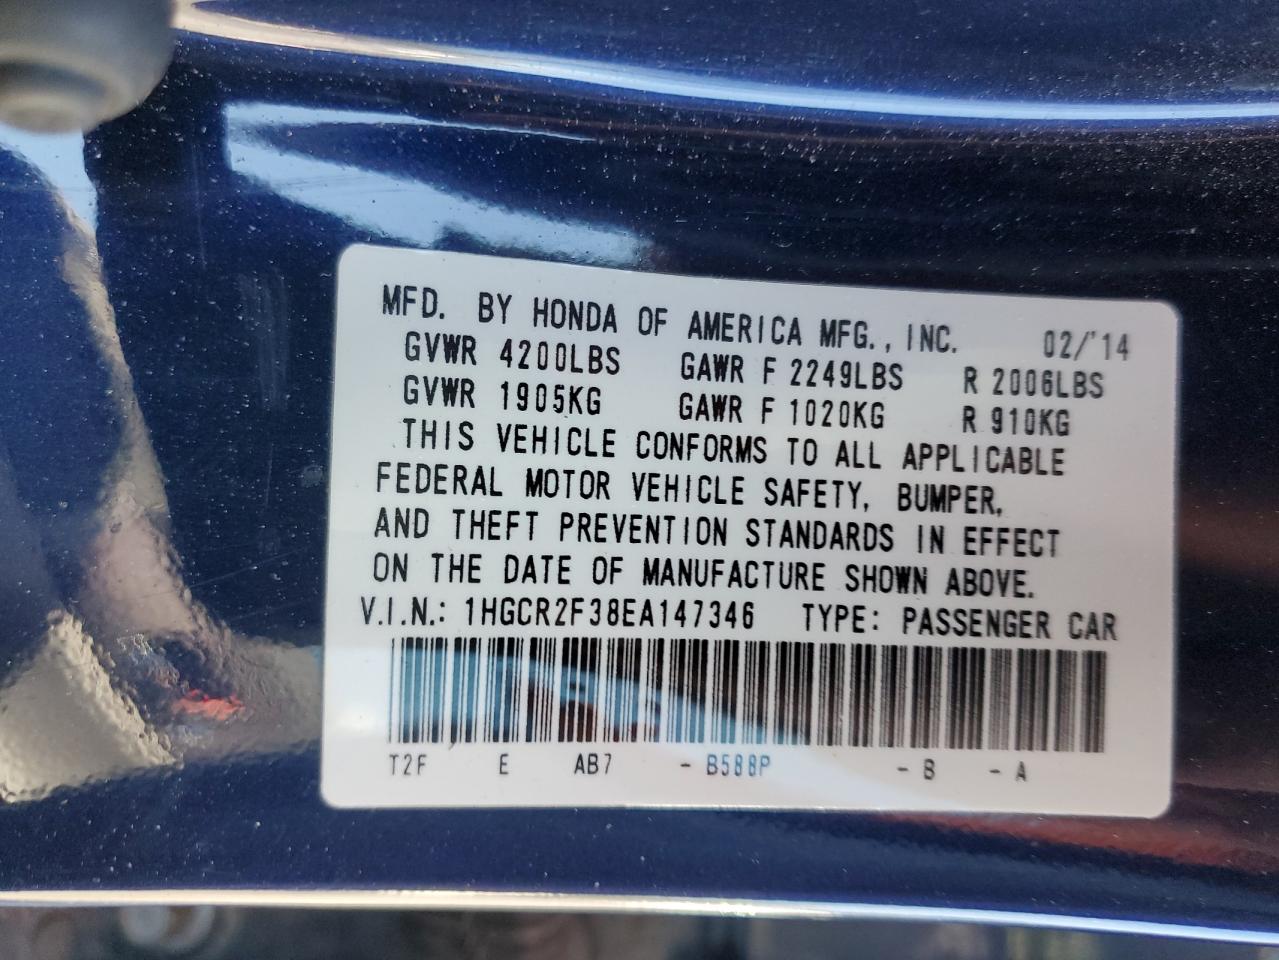 MFD. BY HONDA OF AMERICA MFG., INC. 02/'14
GVWR 4200LBS GAWR F 2249LBS R 2006LBS
GVWR 1905KG GAWR F 1020KG R 910KG
THIS VEHICLE CONFORMS TO ALL APPLICABLE
FEDERAL MOTOR VEHICLE SAFETY, BUMPER,
AND THEFT PREVENTION STANDARDS IN EFFECT
ON THE DATE OF MANUFACTURE SHOWN ABOVE.
V.I.N.: 1HGCR2F38EA147346 TYPE: PASSENGER CAR
T2F E AB7 - B588P - B - A